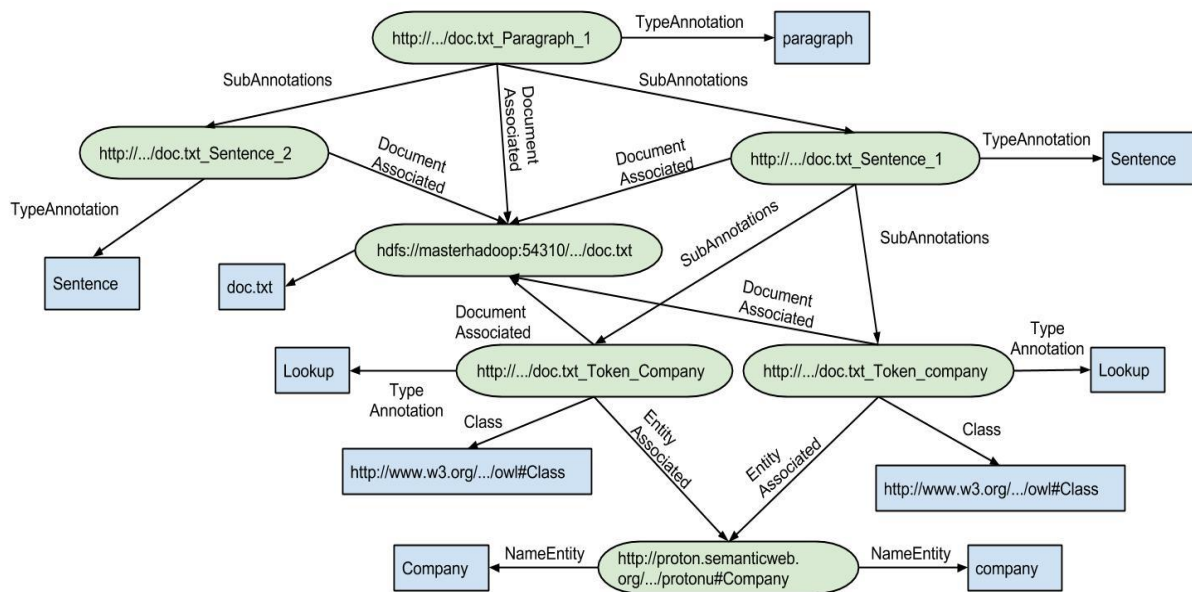 TypeAnnotation
http://.../doc.txt_Paragraph_1
paragraph
SubAnnotations
Document
Associated
SubAnnotations
http://.../doc.txt_Sentence_2
Document
Associated
Document
Associated
http://.../doc.txt_Sentence_1
TypeAnnotation
Sentence
TypeAnnotation
SubAnnotations
SubAnnotations
hdfs://masterhadoop:54310/.../doc.txt
Sentence
doc.txt
Document
Associated
Document
Associated
Type
Annotation
Lookup
http://.../doc.txt_Token_Company
http://.../doc.txt_Token_company
Lookup
Type
Annotation
Class
Entity
Associated
Entity
Associated
Class
http://www.w3.org/.../owl#Class
http://www.w3.org/.../owl#Class
Company
NameEntity
http://proton.semanticweb.
org/.../protonu#Company
NameEntity
company